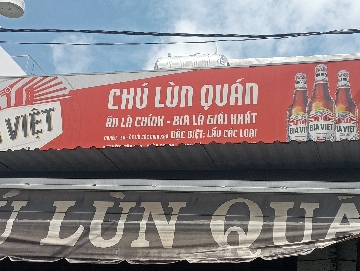 VIỆT
CHÚ LÙN QUÁN
ĂN LÀ CHÍNH - BIA LÀ GIẢI KHÁT
ĐẶC BIỆT: LẨU CÁC LOẠI
BIA VIỆT
BIA VIỆT
BIA VIỆT
Ú LÙN QUÁ